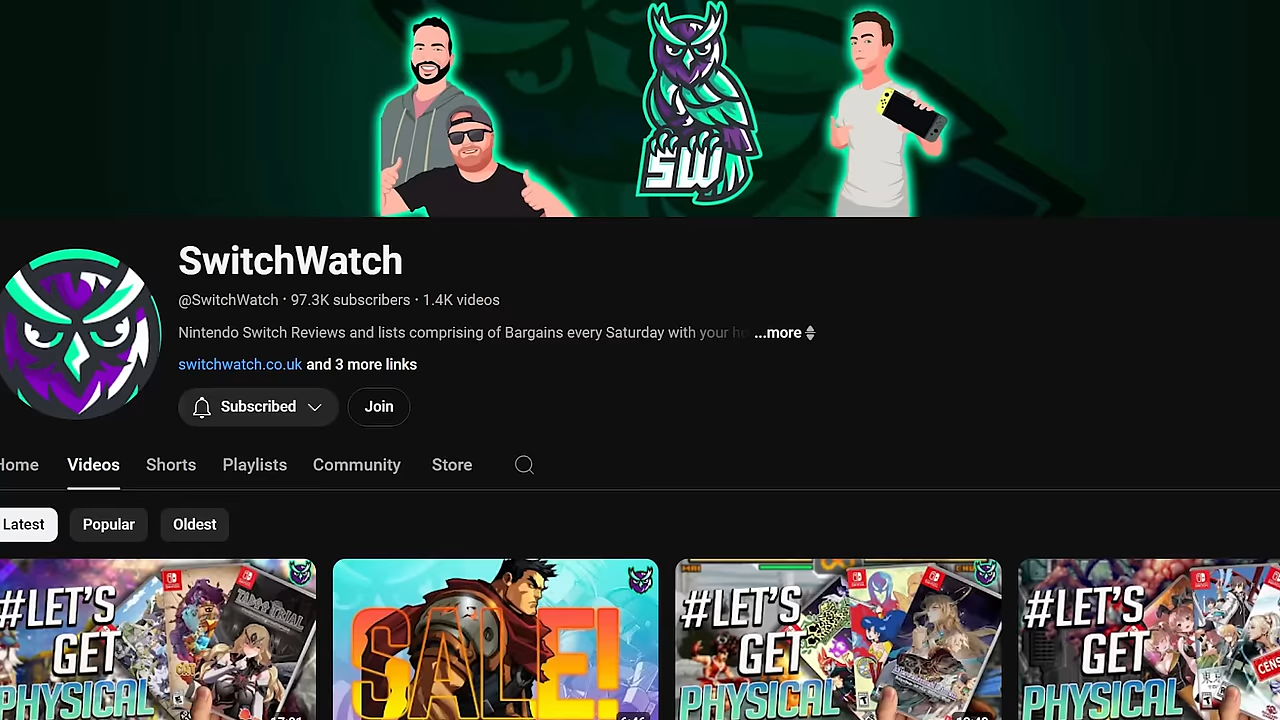 SW
SwitchWatch
@SwitchWatch · 97.3K subscribers · 1.4K videos
Nintendo Switch Reviews and lists comprising of Bargains every Saturday with your he ...more
switchwatch.co.uk and 3 more links
Subscribed
Join
Home Videos Shorts Playlists Community Store
Latest Popular Oldest
#LET'S
GET
PHYSICAL
SALE!
#LET'S
GET
PHYSICAL
#LET'S
GET
PHYSICAL